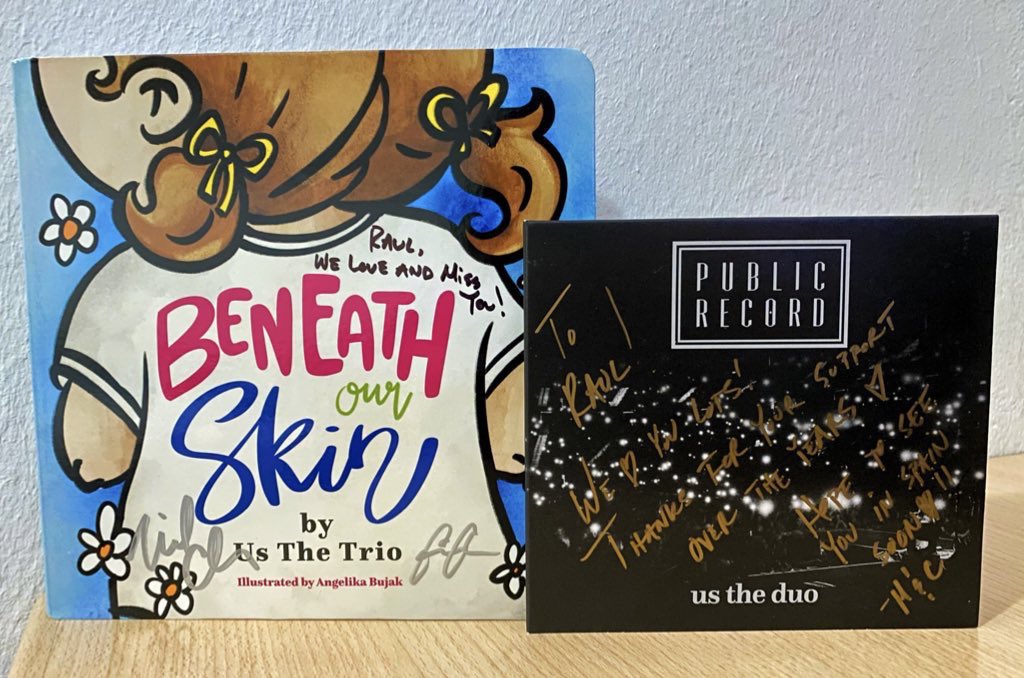 RAUL,
WE LOVE AND MISS
YOU!
BENEATH
our
Skin
by
Us The Trio
Illustrated by Angelika Bujak
PUBLIC
RECORD
TO
RAUL!
WE ♡ YOU LOTS!
THANKS FOR YOUR SUPPORT
OVER THE YEARS
HOPE TO SEE
YOU IN SPAIN
SOON ♡!!
-M&C
us the duo